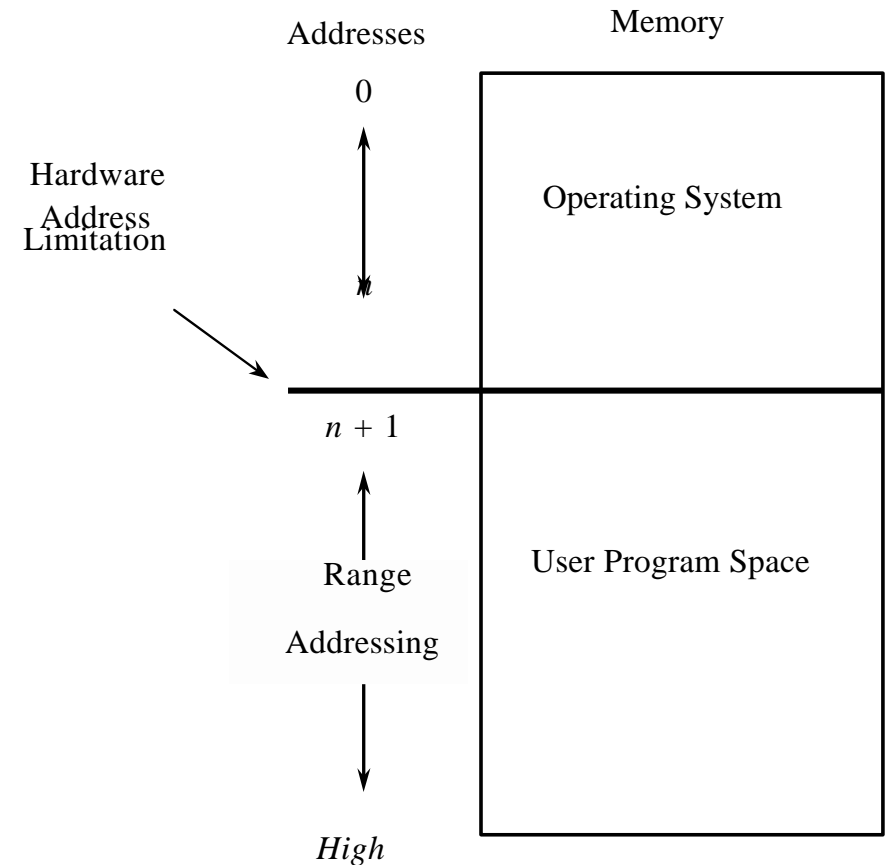 Addresses
Memory
0
Hardware
Address
Limitation
Operating System
n
n + 1
User Program Space
Range
Addressing
High